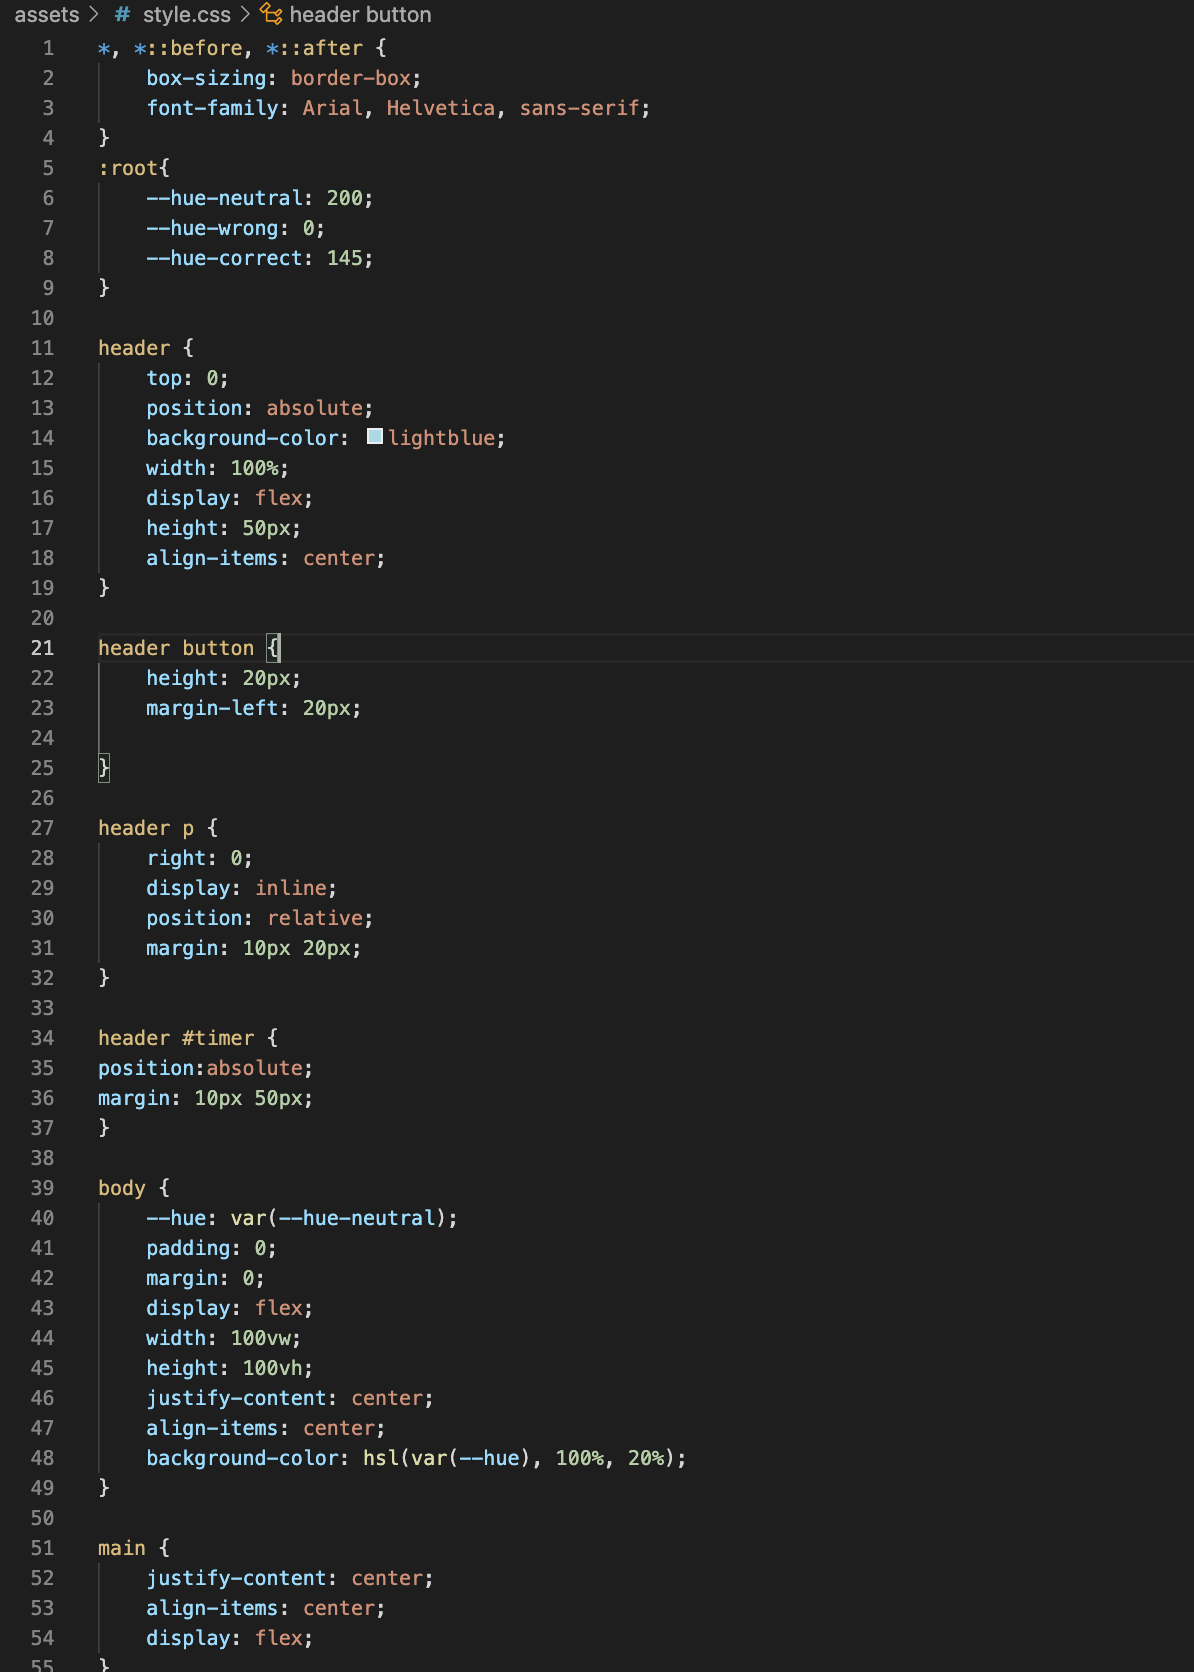 assets > # style.css > header button
1 *, *::before, *::after {
2     box-sizing: border-box;
3     font-family: Arial, Helvetica, sans-serif;
4 }
5 :root{
6     --hue-neutral: 200;
7     --hue-wrong: 0;
8     --hue-correct: 145;
9 }
10
11 header {
12     top: 0;
13     position: absolute;
14     background-color: lightblue;
15     width: 100%;
16     display: flex;
17     height: 50px;
18     align-items: center;
19 }
20
21 header button {
22     height: 20px;
23     margin-left: 20px;
24
25 }
26
27 header p {
28     right: 0;
29     display: inline;
30     position: relative;
31     margin: 10px 20px;
32 }
33
34 header #timer {
35 position:absolute;
36 margin: 10px 50px;
37 }
38
39 body {
40     --hue: var(--hue-neutral);
41     padding: 0;
42     margin: 0;
43     display: flex;
44     width: 100vw;
45     height: 100vh;
46     justify-content: center;
47     align-items: center;
48     background-color: hsl(var(--hue), 100%, 20%);
49 }
50
51 main {
52     justify-content: center;
53     align-items: center;
54     display: flex;
55 }